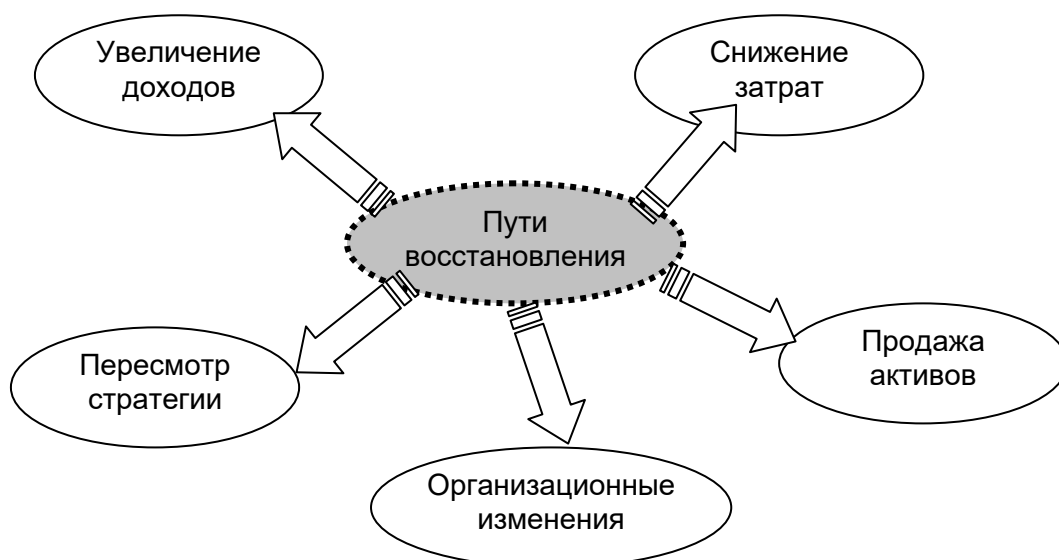 Увеличение
доходов
Снижение
затрат
Пути
восстановления
Пересмотр
стратегии
Продажа
активов
Организационные
изменения